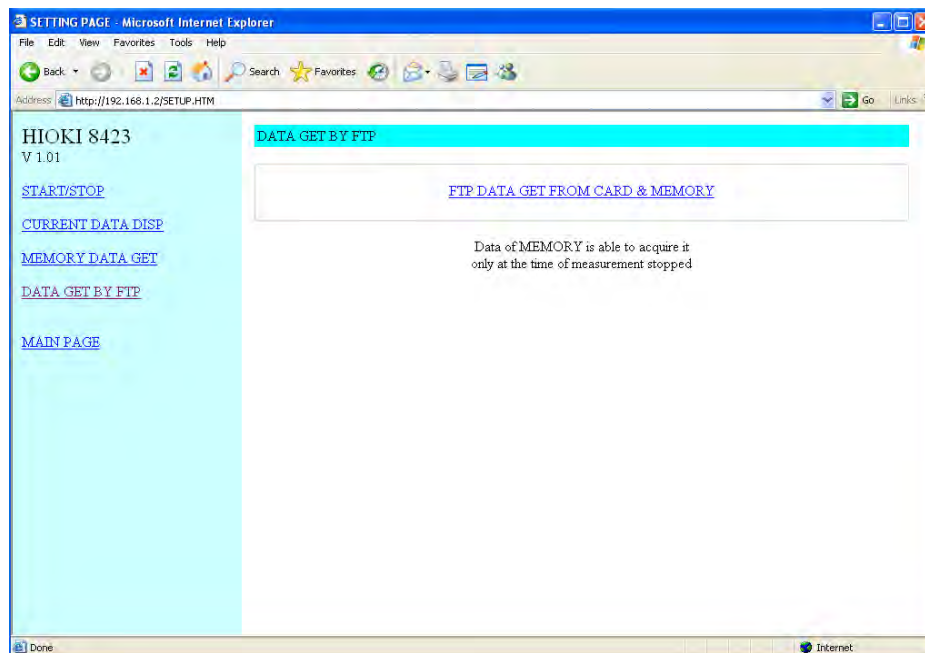 SETTING PAGE - Microsoft Internet Explorer
File Edit View Favorites Tools Help
Back Search Favorites
Address http://192.168.1.2/SETUP.HTM Go Links
HIOKI 8423
V 1.01
START/STOP
CURRENT DATA DISP
MEMORY DATA GET
DATA GET BY FTP
MAIN PAGE
DATA GET BY FTP
FTP DATA GET FROM CARD & MEMORY
Data of MEMORY is able to acquire it
only at the time of measurement stopped
Done Internet